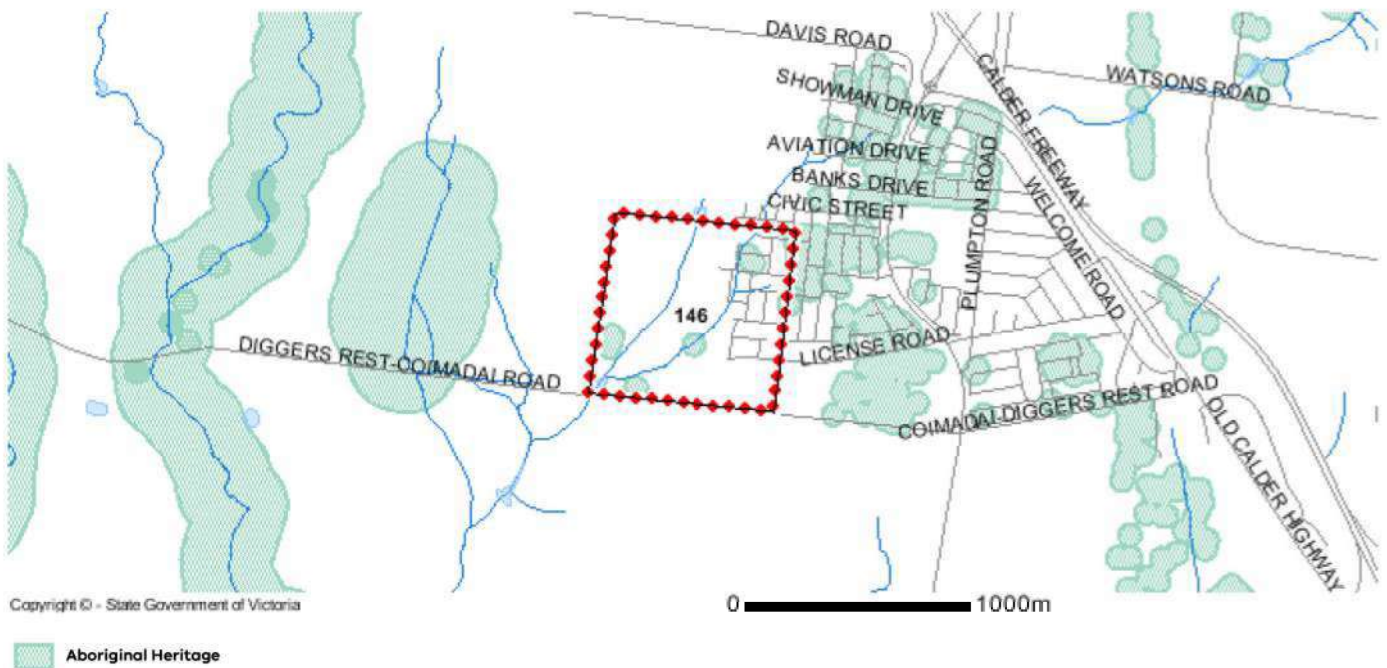 DAVIS ROAD
CALDER FREEWAY
WATSONS ROAD
SHOWMAN DRIVE
AVIATION DRIVE
BANKS DRIVE
PLUMPTON ROAD
WELCOME ROAD
CIVIC STREET
146
DIGGERS REST-COIMADAI ROAD
LICENSE ROAD
COIMADAI-DIGGERS REST ROAD
OLD CALDER HIGHWAY
Copyright © - State Government of Victoria
0 1000m
Aboriginal Heritage